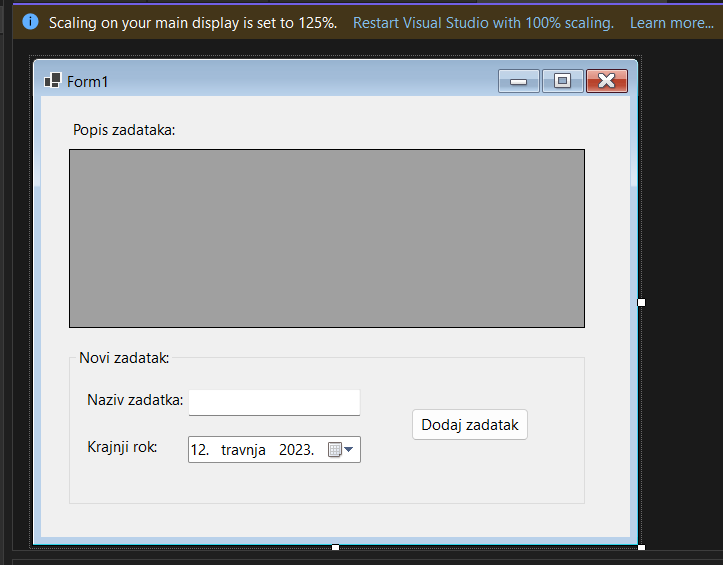 Scaling on your main display is set to 125%. Restart Visual Studio with 100% scaling. Learn more...
Form1
Popis zadataka:
Novi zadatak:
Naziv zadatka:
Dodaj zadatak
Krajnji rok: 12. travnja 2023.